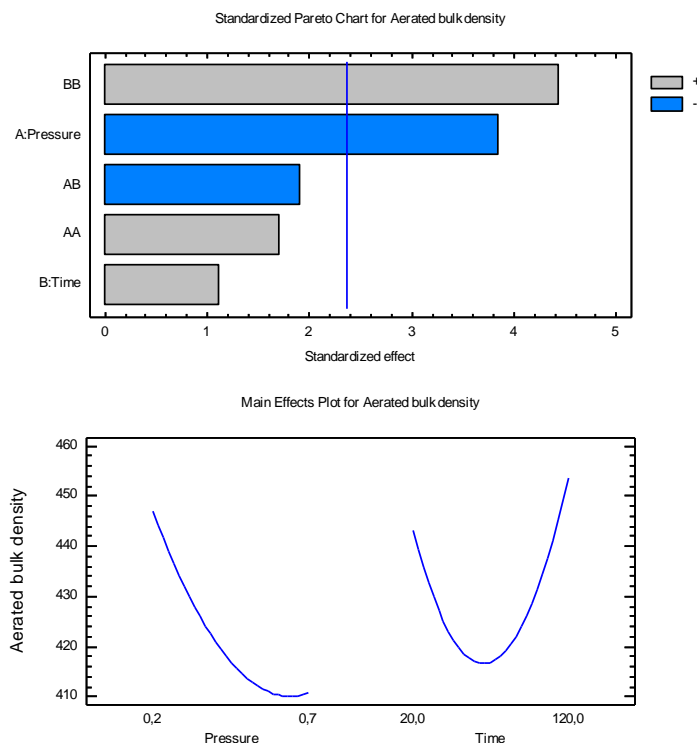 Standardized Pareto Chart for Aerated bulk density
BB
A:Pressure
AB
AA
B:Time
+
-
0 1 2 3 4 5
Standardized effect
Main Effects Plot for Aerated bulk density
Aerated bulk density
460
450
440
430
420
410
0,2 0,7 20,0 120,0
Pressure Time